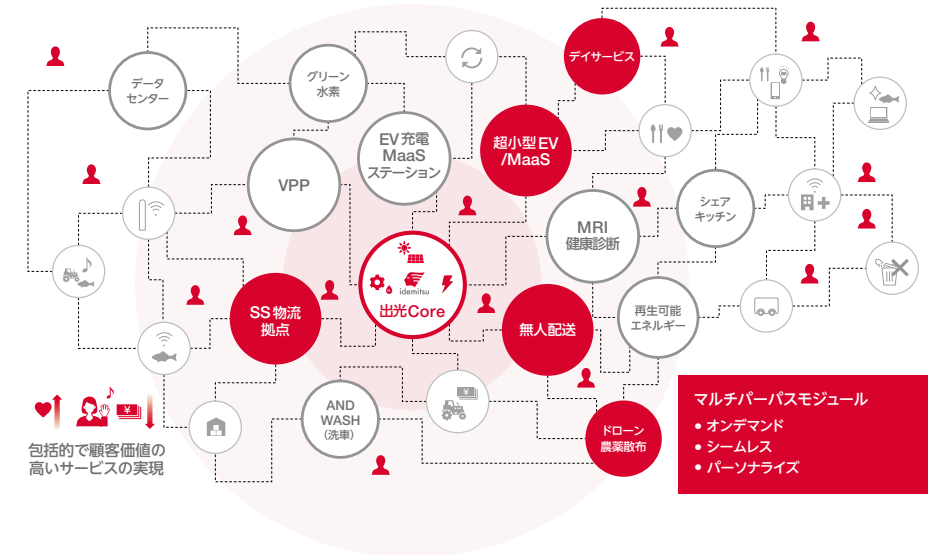 デイサービス
データ
センター
グリーン
水素
EV充電
MaaS
ステーション
超小型EV
/MaaS
VPP
シェア
キッチン
MRI
健康診断
idemitsu
出光Core
SS物流
拠点
無人配送
再生可能
エネルギー
¥
¥
AND
WASH
(洗車)
ドローン
農薬散布
包括的で顧客価値の
高いサービスの実現
マルチパーパスモジュール
● オンデマンド
● シームレス
● パーソナライズ